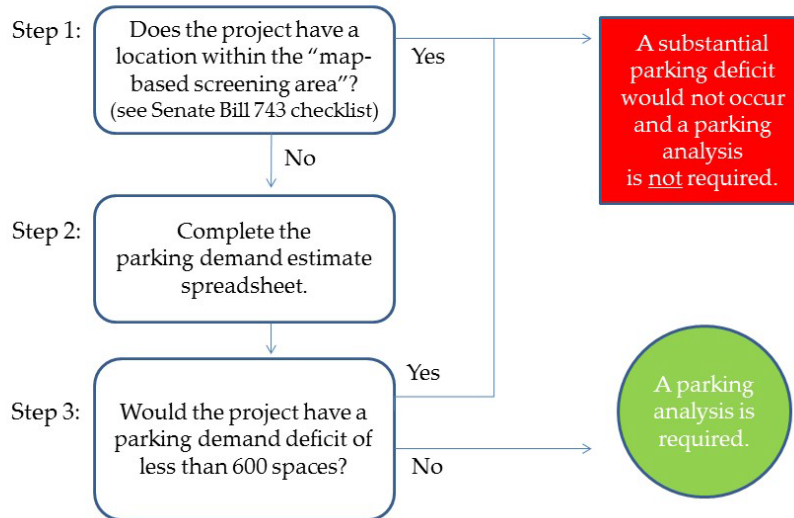 Step 1:
Does the project have a
location within the “map-
based screening area”?
(see Senate Bill 743 checklist)
Yes
A substantial
parking deficit
would not occur
and a parking
analysis
is not required.
No
Step 2:
Complete the
parking demand estimate
spreadsheet.
Step 3:
Would the project have a
parking demand deficit of
less than 600 spaces?
Yes
No
A parking
analysis is
required.